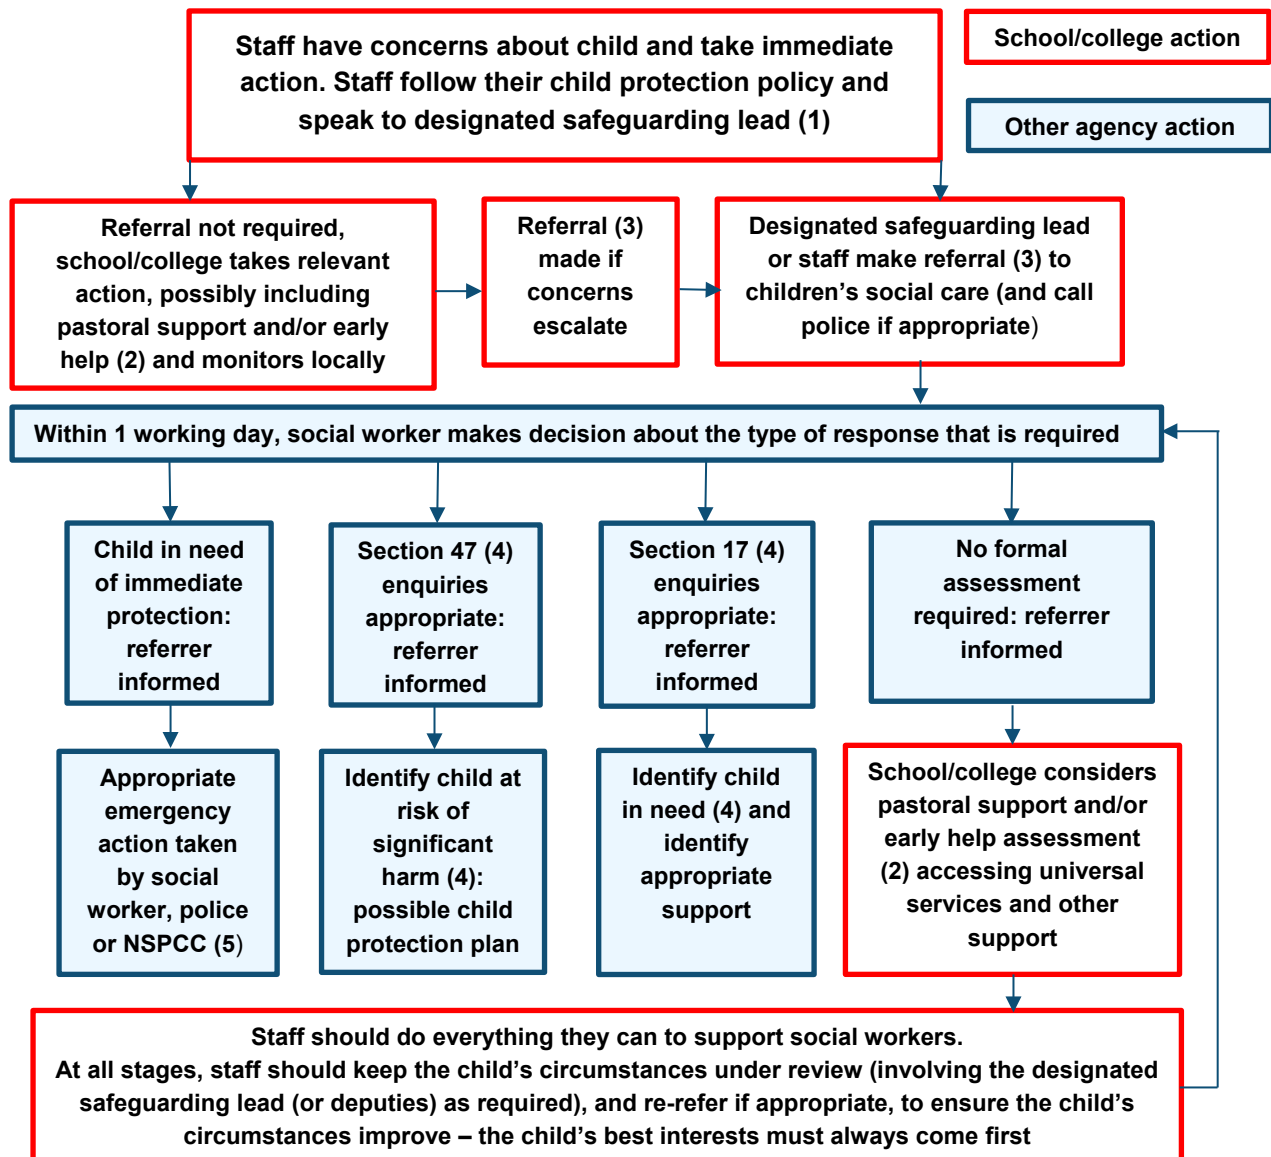 Staff have concerns about child and take immediate
action. Staff follow their child protection policy and
speak to designated safeguarding lead (1)
School/college action
Other agency action
Referral not required,
school/college takes relevant
action, possibly including
pastoral support and/or early
help (2) and monitors locally
Referral (3)
made if
concerns
escalate
Designated safeguarding lead
or staff make referral (3) to
children’s social care (and call
police if appropriate)
Within 1 working day, social worker makes decision about the type of response that is required
Child in need
of immediate
protection:
referrer
informed
Section 47 (4)
enquiries
appropriate:
referrer
informed
Section 17 (4)
enquiries
appropriate:
referrer
informed
No formal
assessment
required: referrer
informed
Appropriate
emergency
action taken
by social
worker, police
or NSPCC (5)
Identify child at
risk of
significant
harm (4):
possible child
protection plan
Identify child
in need (4) and
identify
appropriate
support
School/college considers
pastoral support and/or
early help assessment
(2) accessing universal
services and other
support
Staff should do everything they can to support social workers.
At all stages, staff should keep the child’s circumstances under review (involving the designated
safeguarding lead (or deputies) as required), and re-refer if appropriate, to ensure the child’s
circumstances improve – the child’s best interests must always come first